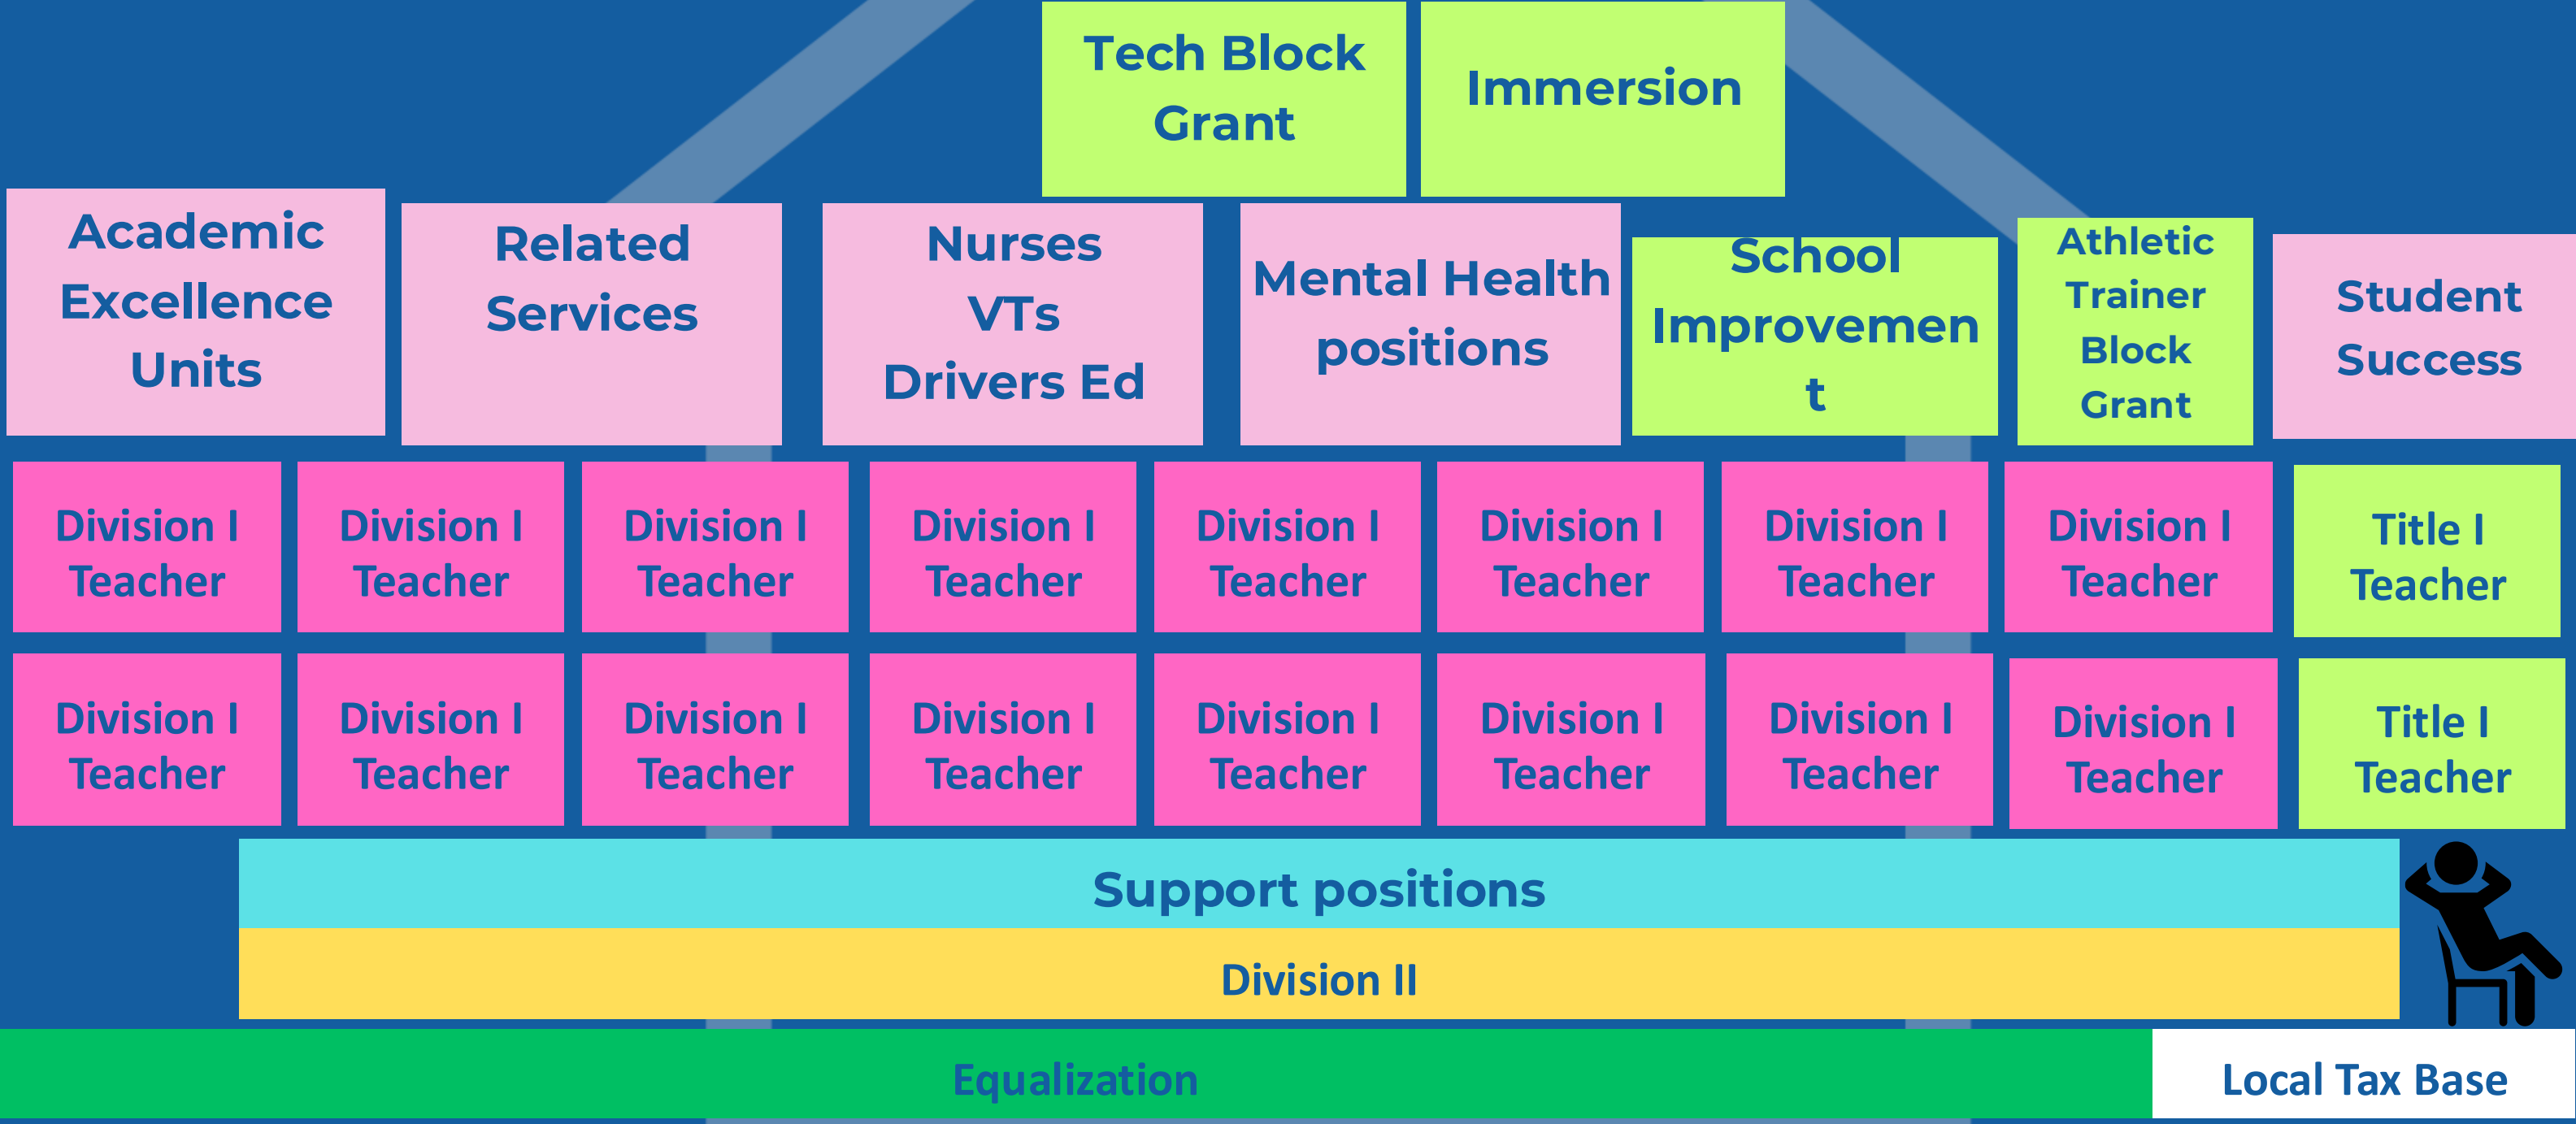 Tech Block
Grant
Immersion
Academic
Excellence
Units
Related
Services
Nurses
VTs
Drivers Ed
Mental Health
positions
School
Improvemen
t
Athletic
Trainer
Block
Grant
Student
Success
Division I
Teacher
Division I
Teacher
Division I
Teacher
Division I
Teacher
Division I
Teacher
Division I
Teacher
Division I
Teacher
Division I
Teacher
Title I
Teacher
Division I
Teacher
Division I
Teacher
Division I
Teacher
Division I
Teacher
Division I
Teacher
Division I
Teacher
Division I
Teacher
Division I
Teacher
Title I
Teacher
Support positions
Division II
Equalization
Local Tax Base